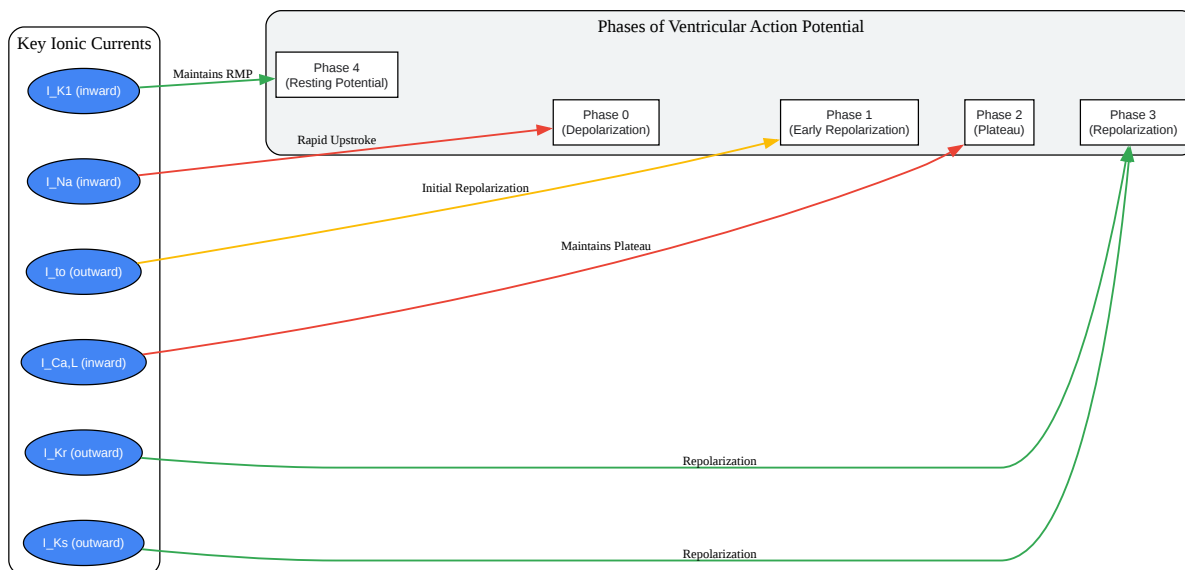 Phases of Ventricular Action Potential
Key Ionic Currents
I_K1 (inward)
Maintains RMP
Phase 4
(Resting Potential)
Phase 0
(Depolarization)
Phase 1
(Early Repolarization)
Phase 2
(Plateau)
Phase 3
(Repolarization)
Rapid Upstroke
I_Na (inward)
Initial Repolarization
I_to (outward)
Maintains Plateau
I_Ca,L (inward)
I_Kr (outward)
Repolarization
I_Ks (outward)
Repolarization